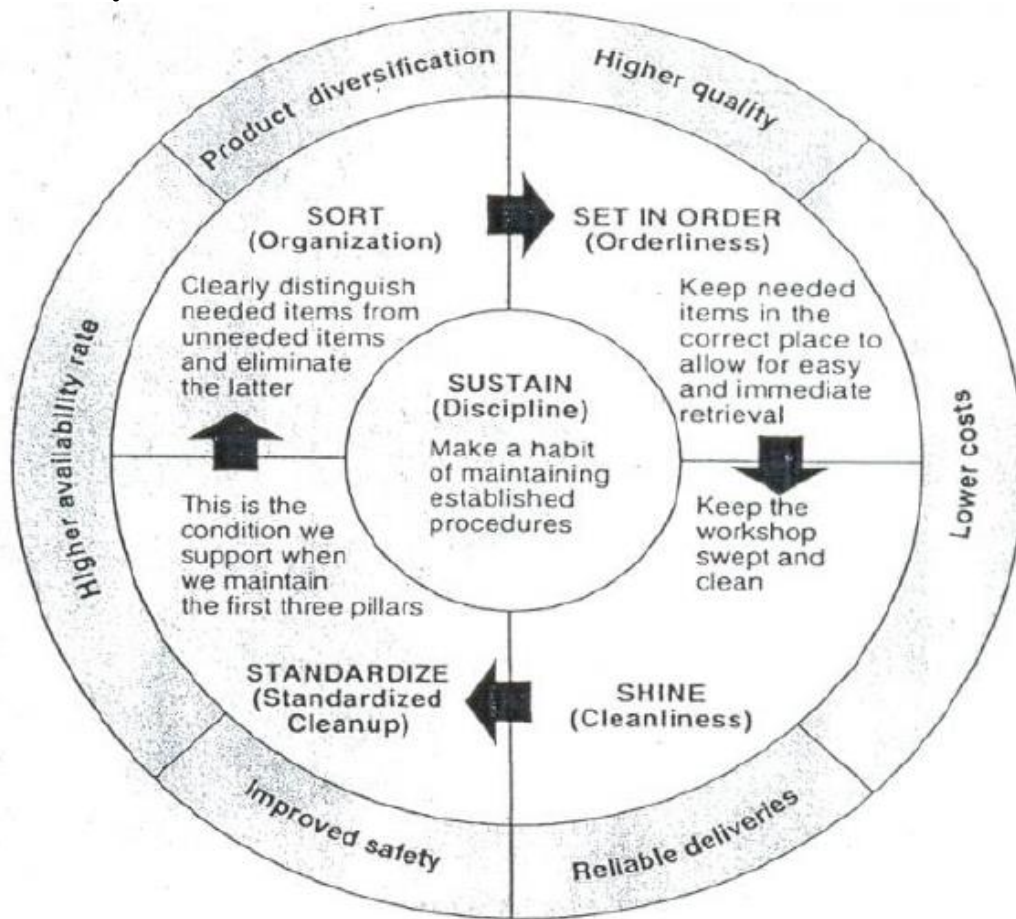 Product diversification
Higher quality
Lower costs
Reliable deliveries
Improved safety
Higher availability rate
SORT
(Organization)
Clearly distinguish
needed items from
unneeded items
and eliminate
the latter
SET IN ORDER
(Orderliness)
Keep needed
items in the
correct place to
allow for easy
and immediate
retrieval
SUSTAIN
(Discipline)
Make a habit
of maintaining
established
procedures
Keep the
workshop
swept and
clean
SHINE
(Cleanliness)
This is the
condition we
support when
we maintain
the first three pillars
STANDARDIZE
(Standardized
Cleanup)